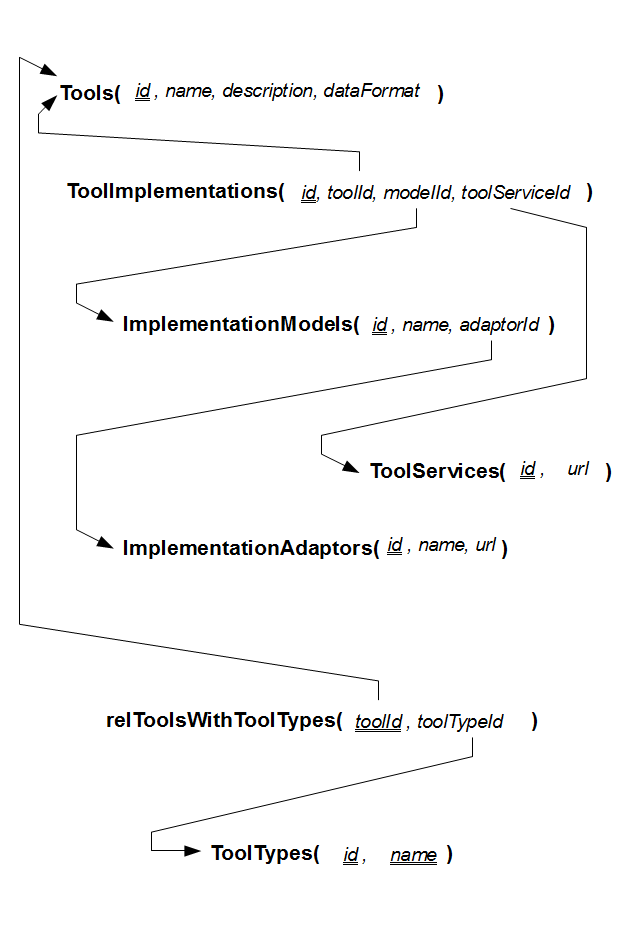 Tools( id , name, description, dataFormat )
ToolImplementations( id, toolId, modelId, toolServiceId )
ImplementationModels( id , name, adaptorId )
ToolServices( id , url )
ImplementationAdaptors( id , name, url )
relToolsWithToolTypes( toolId , toolTypeId )
ToolTypes( id , name )